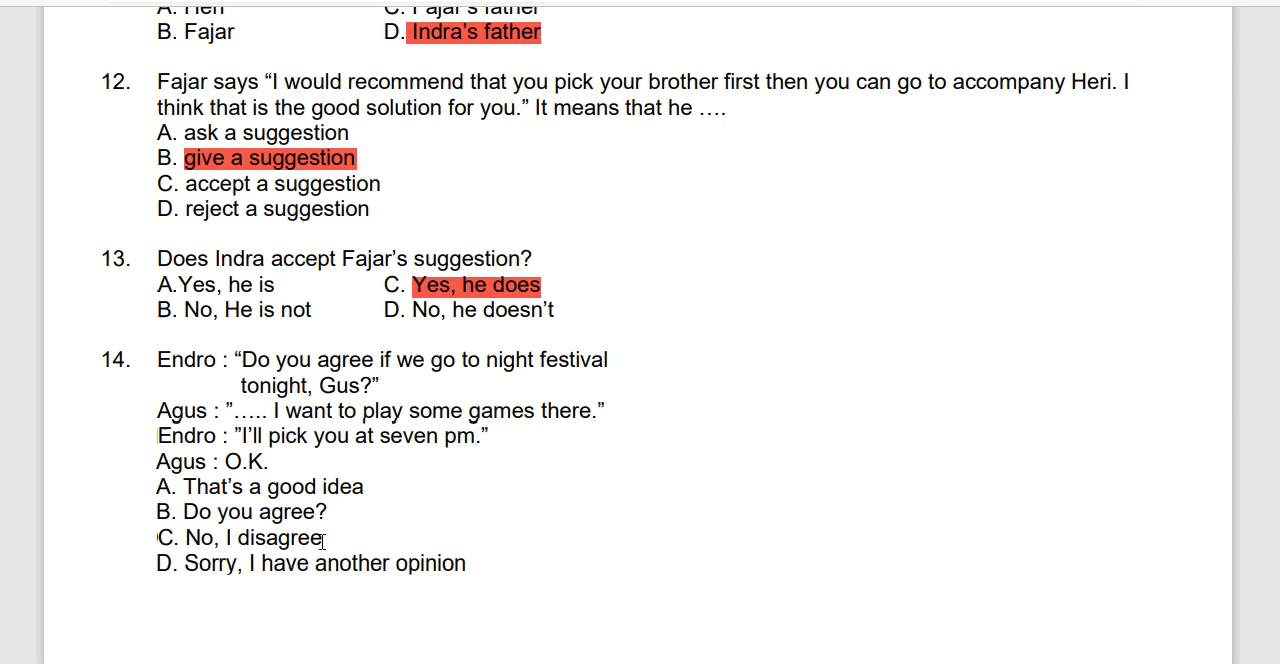 B. Fajar D. Indra's father
12. Fajar says “I would recommend that you pick your brother first then you can go to accompany Heri. I
think that is the good solution for you.” It means that he ….
A. ask a suggestion
B. give a suggestion
C. accept a suggestion
D. reject a suggestion
13. Does Indra accept Fajar’s suggestion?
A.Yes, he is C. Yes, he does
B. No, He is not D. No, he doesn’t
14. Endro : “Do you agree if we go to night festival
tonight, Gus?”
Agus : ”….. I want to play some games there.”
Endro : ”I’ll pick you at seven pm.”
Agus : O.K.
A. That’s a good idea
B. Do you agree?
C. No, I disagree
D. Sorry, I have another opinion